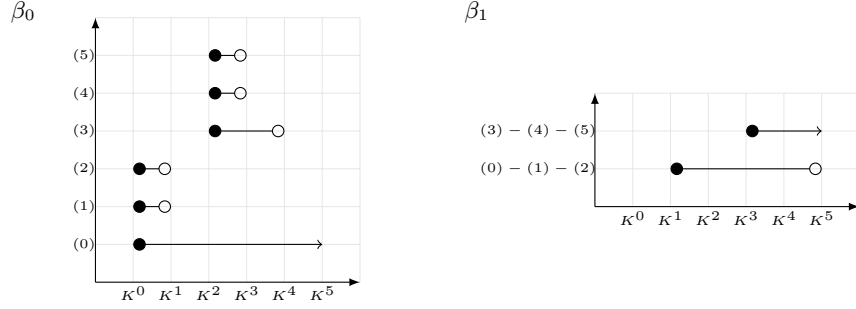 β₀
(5)
(4)
(3)
(2)
(1)
(0)
K⁰ K¹ K² K³ K⁴ K⁵
β₁
(3) − (4) − (5)
(0) − (1) − (2)
K⁰ K¹ K² K³ K⁴ K⁵